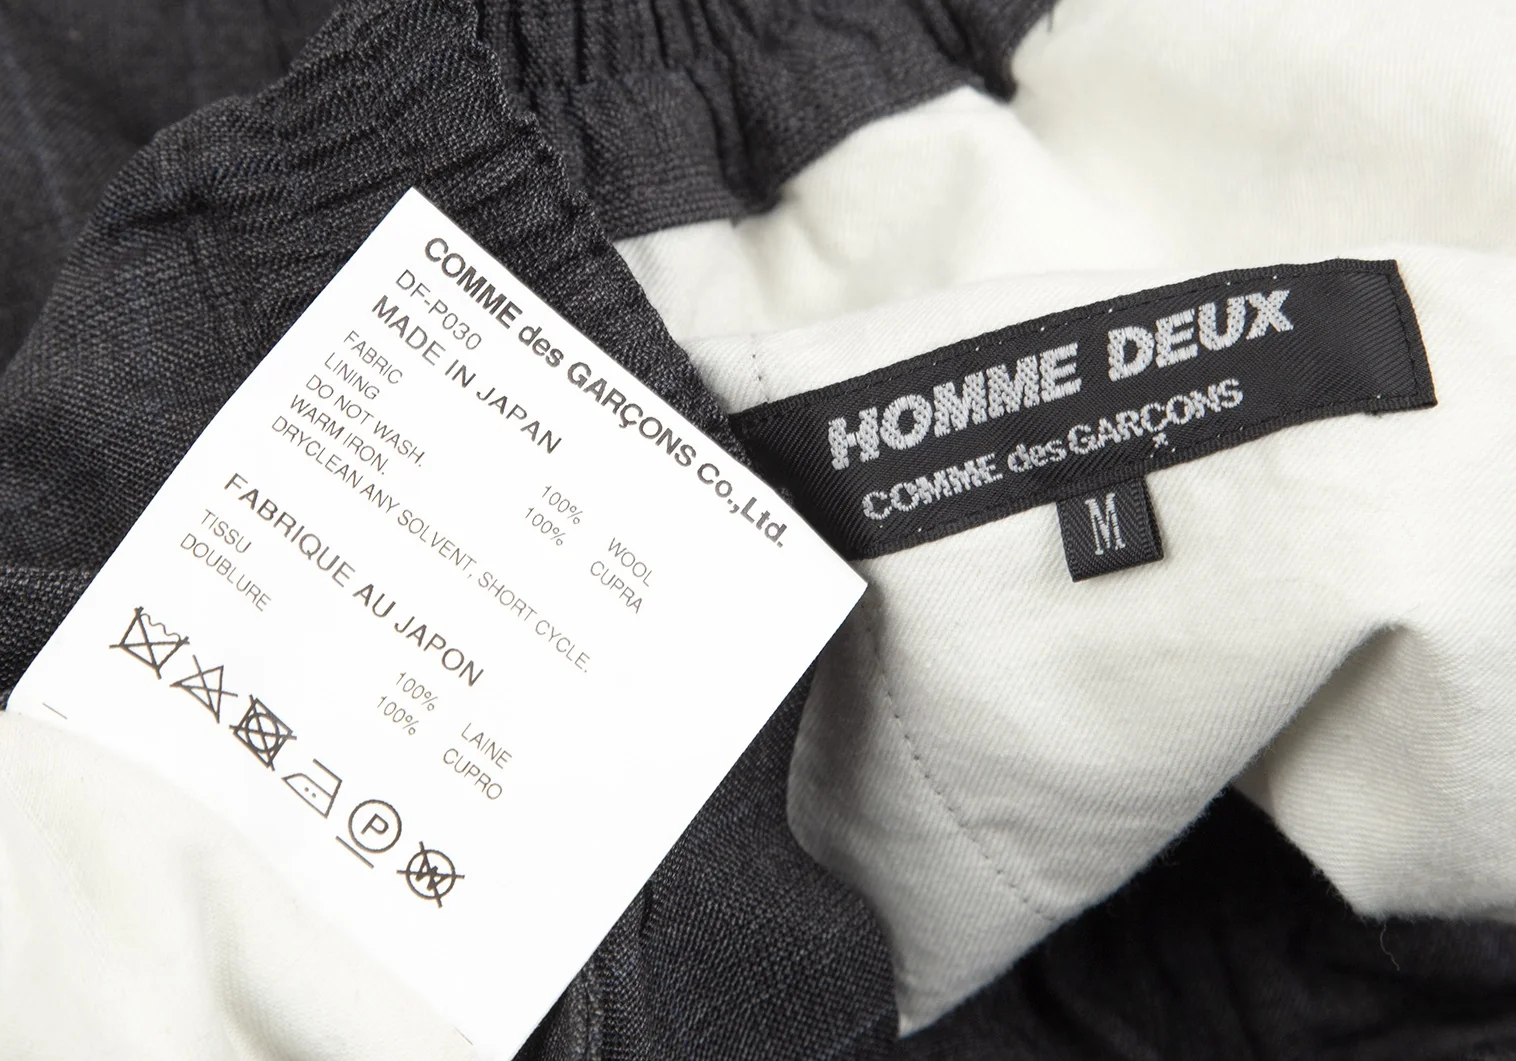 COMME des GARÇONS Co.,Ltd.
DF-P030
MADE IN JAPAN
FABRIC 100% WOOL
LINING 100% CUPRA
DO NOT WASH.
WARM IRON.
DRYCLEAN ANY SOLVENT, SHORT CYCLE.
FABRIQUE AU JAPON
TISSU 100% LAINE
DOUBLURE 100% CUPRO
P
W
HOMME DEUX
COMME des GARÇONS
M